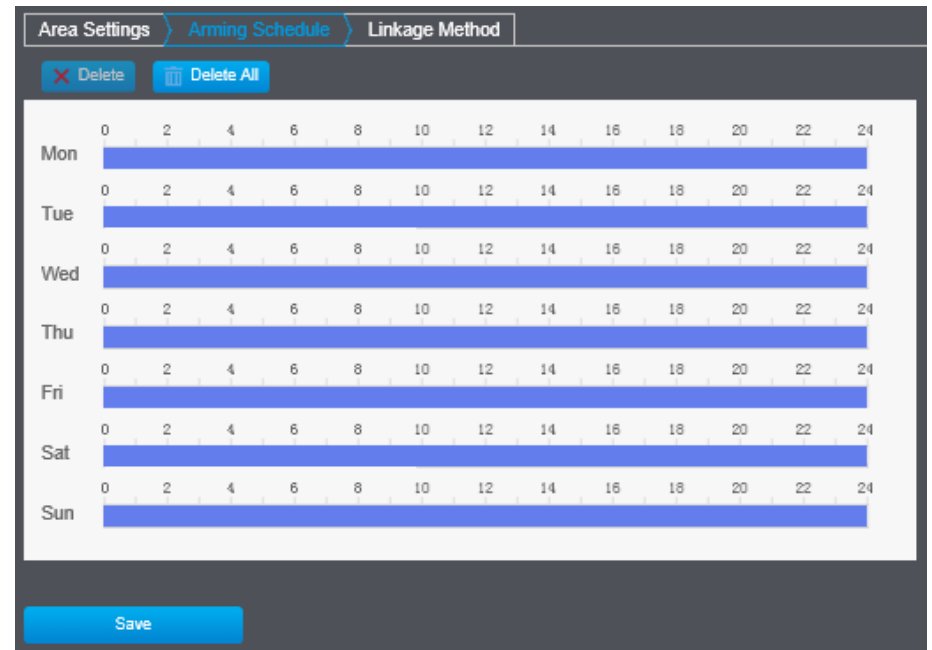 Area Settings Arming Schedule Linkage Method
Delete Delete All
0 2 4 6 8 10 12 14 16 18 20 22 24
Mon
0 2 4 6 8 10 12 14 16 18 20 22 24
Tue
0 2 4 6 8 10 12 14 16 18 20 22 24
Wed
0 2 4 6 8 10 12 14 16 18 20 22 24
Thu
0 2 4 6 8 10 12 14 16 18 20 22 24
Fri
0 2 4 6 8 10 12 14 16 18 20 22 24
Sat
0 2 4 6 8 10 12 14 16 18 20 22 24
Sun
Save